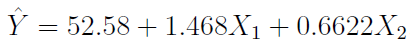 Ŷ = 52.58 + 1.468X₁ + 0.6622X₂